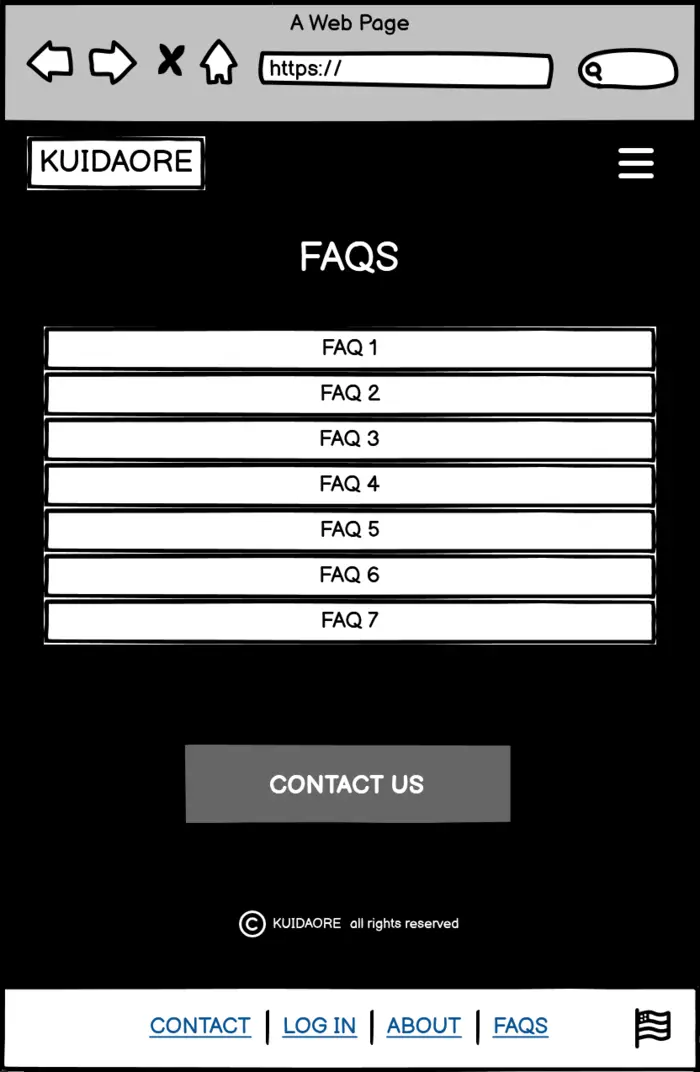 A Web Page
https://
KUIDAORE
FAQS
FAQ 1
FAQ 2
FAQ 3
FAQ 4
FAQ 5
FAQ 6
FAQ 7
CONTACT US
© KUIDAORE all rights reserved
CONTACT | LOG IN | ABOUT | FAQS